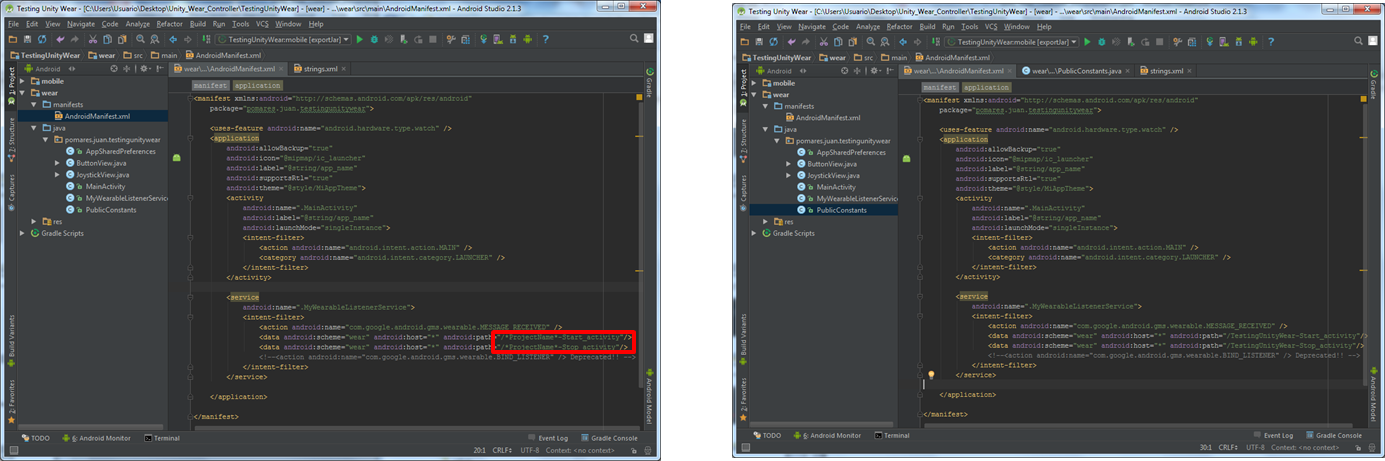 Testing Unity Wear - [C:\Users\Usuario\Desktop\Unity_Wear_Controller\TestingUnityWear] - [wear] - ...\wear\src\main\AndroidManifest.xml - Android Studio 2.1.3
File Edit View Navigate Code Analyze Refactor Build Run Tools VCS Window Help
TestingUnityWear:mobile [exportJar]
TestingUnityWear wear src main AndroidManifest.xml
Android
wear\...\AndroidManifest.xml strings.xml
mobile
wear
manifests
AndroidManifest.xml
java
pomares.juan.testingunitywear
AppSharedPreferences
ButtonView.java
JoystickView.java
MainActivity
MyWearableListenerService
PublicConstants
res
Gradle Scripts
1: Project
7: Structure
Captures
Build Variants
2: Favorites
manifest application
<manifest xmlns:android="http://schemas.android.com/apk/res/android"
package="pomares.juan.testingunitywear">
<uses-feature android:name="android.hardware.type.watch" />
<application
android:allowBackup="true"
android:icon="@mipmap/ic_launcher"
android:label="@string/app_name"
android:supportsRtl="true"
android:theme="@style/MiAppTheme">
<activity
android:name=".MainActivity"
android:label="@string/app_name"
android:launchMode="singleInstance">
<intent-filter>
<action android:name="android.intent.action.MAIN" />
<category android:name="android.intent.category.LAUNCHER" />
</intent-filter>
</activity>
<service
android:name=".MyWearableListenerService">
<intent-filter>
<action android:name="com.google.android.gms.wearable.MESSAGE_RECEIVED" />
<data android:scheme="wear" android:host="*" android:path="/*ProjectName*-Start_activity"/>
<data android:scheme="wear" android:host="*" android:path="/*ProjectName*-Stop_activity"/>
<!--<action android:name="com.google.android.gms.wearable.BIND_LISTENER" /> Deprecated!! -->
</intent-filter>
</service>
</application>
</manifest>
Gradle
Android Model
TODO 6: Android Monitor Terminal Event Log Gradle Console
20:1 CRLF UTF-8 Context: <no context>
Testing Unity Wear - [C:\Users\Usuario\Desktop\Unity_Wear_Controller\TestingUnityWear] - [wear] - ...\wear\src\main\AndroidManifest.xml - Android Studio 2.1.3
File Edit View Navigate Code Analyze Refactor Build Run Tools VCS Window Help
TestingUnityWear:mobile [exportJar]
TestingUnityWear wear src main AndroidManifest.xml
Android
wear\...\AndroidManifest.xml wear\...\PublicConstants.java strings.xml
mobile
wear
manifests
AndroidManifest.xml
java
pomares.juan.testingunitywear
AppSharedPreferences
ButtonView.java
JoystickView.java
MainActivity
MyWearableListenerService
PublicConstants
res
Gradle Scripts
1: Project
7: Structure
Captures
Build Variants
2: Favorites
manifest application
<manifest xmlns:android="http://schemas.android.com/apk/res/android"
package="pomares.juan.testingunitywear">
<uses-feature android:name="android.hardware.type.watch" />
<application
android:allowBackup="true"
android:icon="@mipmap/ic_launcher"
android:label="@string/app_name"
android:supportsRtl="true"
android:theme="@style/MiAppTheme">
<activity
android:name=".MainActivity"
android:label="@string/app_name"
android:launchMode="singleInstance">
<intent-filter>
<action android:name="android.intent.action.MAIN" />
<category android:name="android.intent.category.LAUNCHER" />
</intent-filter>
</activity>
<service
android:name=".MyWearableListenerService">
<intent-filter>
<action android:name="com.google.android.gms.wearable.MESSAGE_RECEIVED" />
<data android:scheme="wear" android:host="*" android:path="/TestingUnityWear-Start_activity"/>
<data android:scheme="wear" android:host="*" android:path="/TestingUnityWear-Stop_activity"/>
<!--<action android:name="com.google.android.gms.wearable.BIND_LISTENER" /> Deprecated!! -->
</intent-filter>
</service>
</application>
</manifest>
Gradle
Android Model
TODO 6: Android Monitor Terminal Event Log Gradle Console
30:1 CRLF UTF-8 Context: <no context>